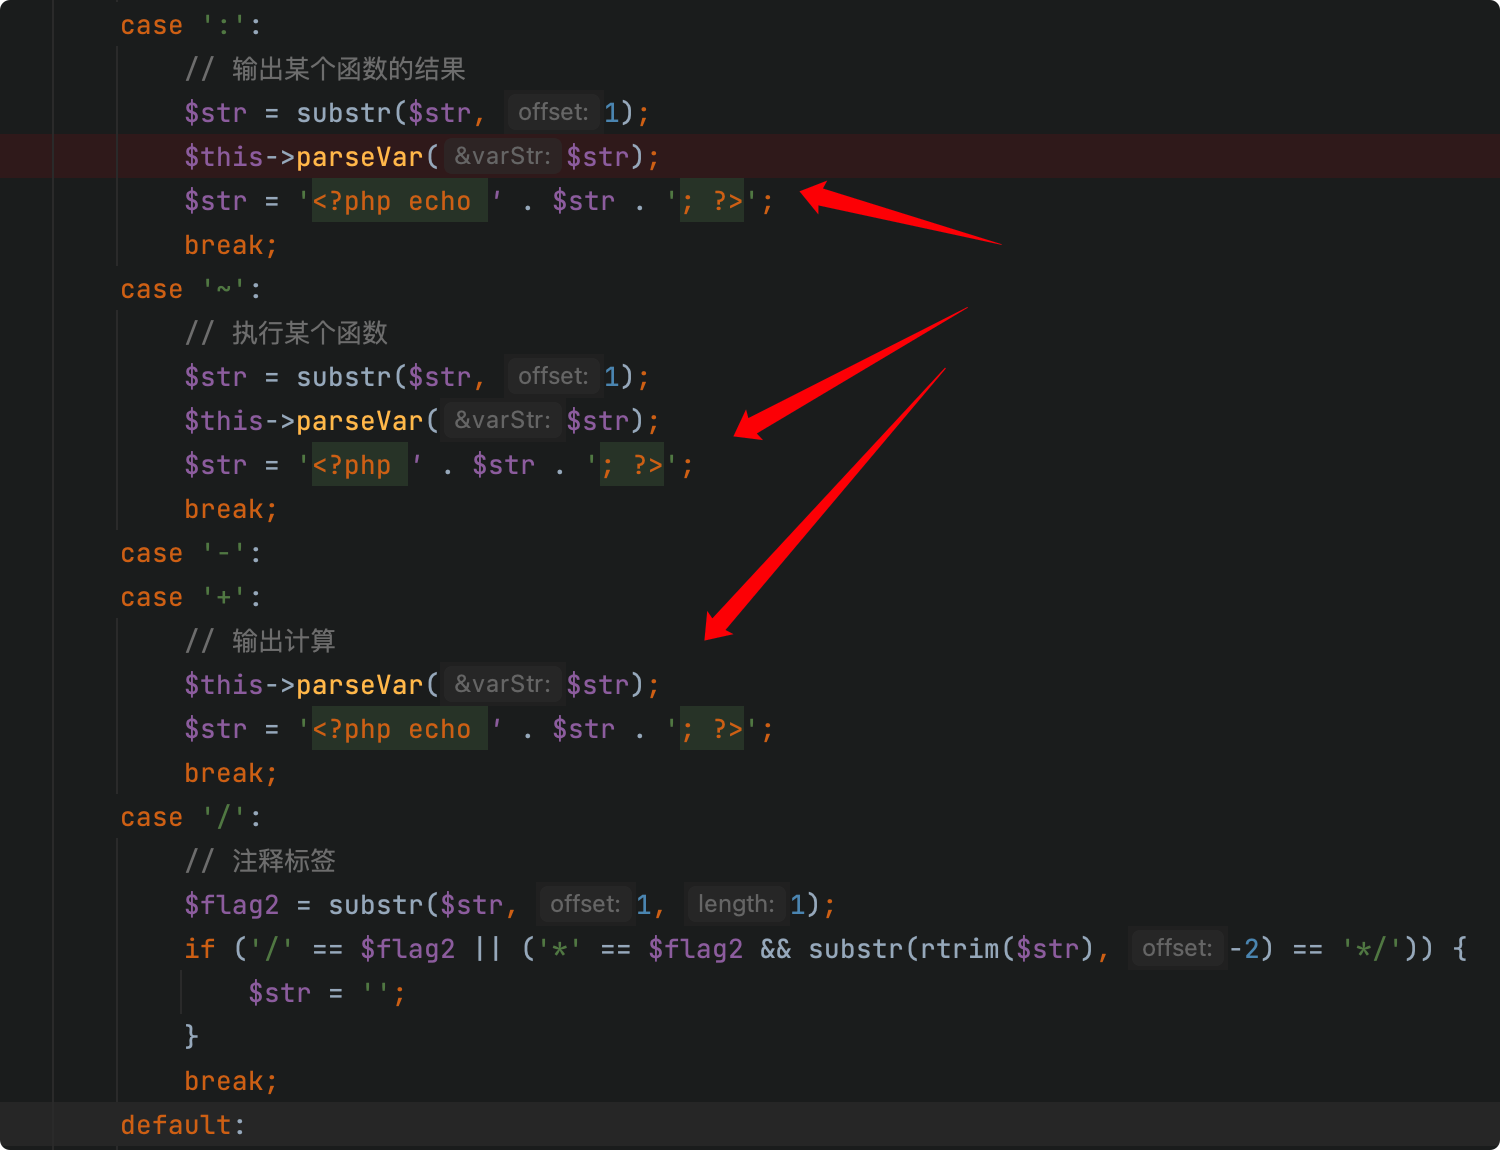 case ':':
// 输出某个函数的结果
$str = substr($str, offset: 1);
$this->parseVar( &varStr: $str);
$str = '<?php echo ' . $str . '; ?>';
break;
case '~':
// 执行某个函数
$str = substr($str, offset: 1);
$this->parseVar( &varStr: $str);
$str = '<?php ' . $str . '; ?>';
break;
case '-':
case '+':
// 输出计算
$this->parseVar( &varStr: $str);
$str = '<?php echo ' . $str . '; ?>';
break;
case '/':
// 注释标签
$flag2 = substr($str, offset: 1, length: 1);
if ('/' == $flag2 || ('*' == $flag2 && substr(rtrim($str), offset: -2) == '*/')) {
$str = '';
}
break;
default: